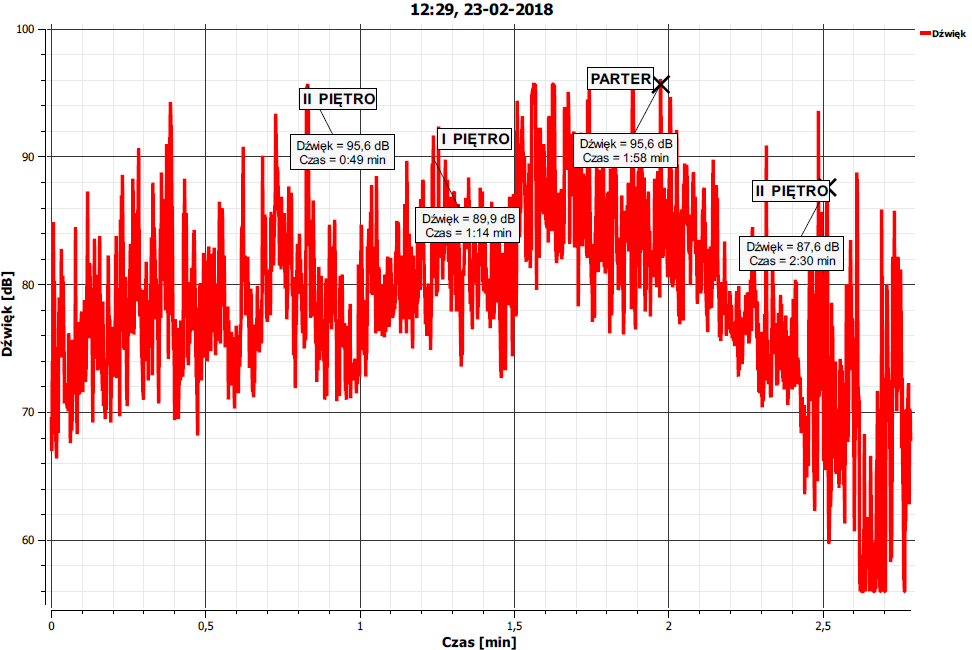 12:29, 23-02-2018
Dźwięk
100
90
80
70
60
Dźwięk [dB]
II PIĘTRO
Dźwięk = 95,6 dB
Czas = 0:49 min
I PIĘTRO
Dźwięk = 89,9 dB
Czas = 1:14 min
PARTER
Dźwięk = 95,6 dB
Czas = 1:58 min
II PIĘTRO
Dźwięk = 87,6 dB
Czas = 2:30 min
0
0,5
1
1,5
2
2,5
Czas [min]